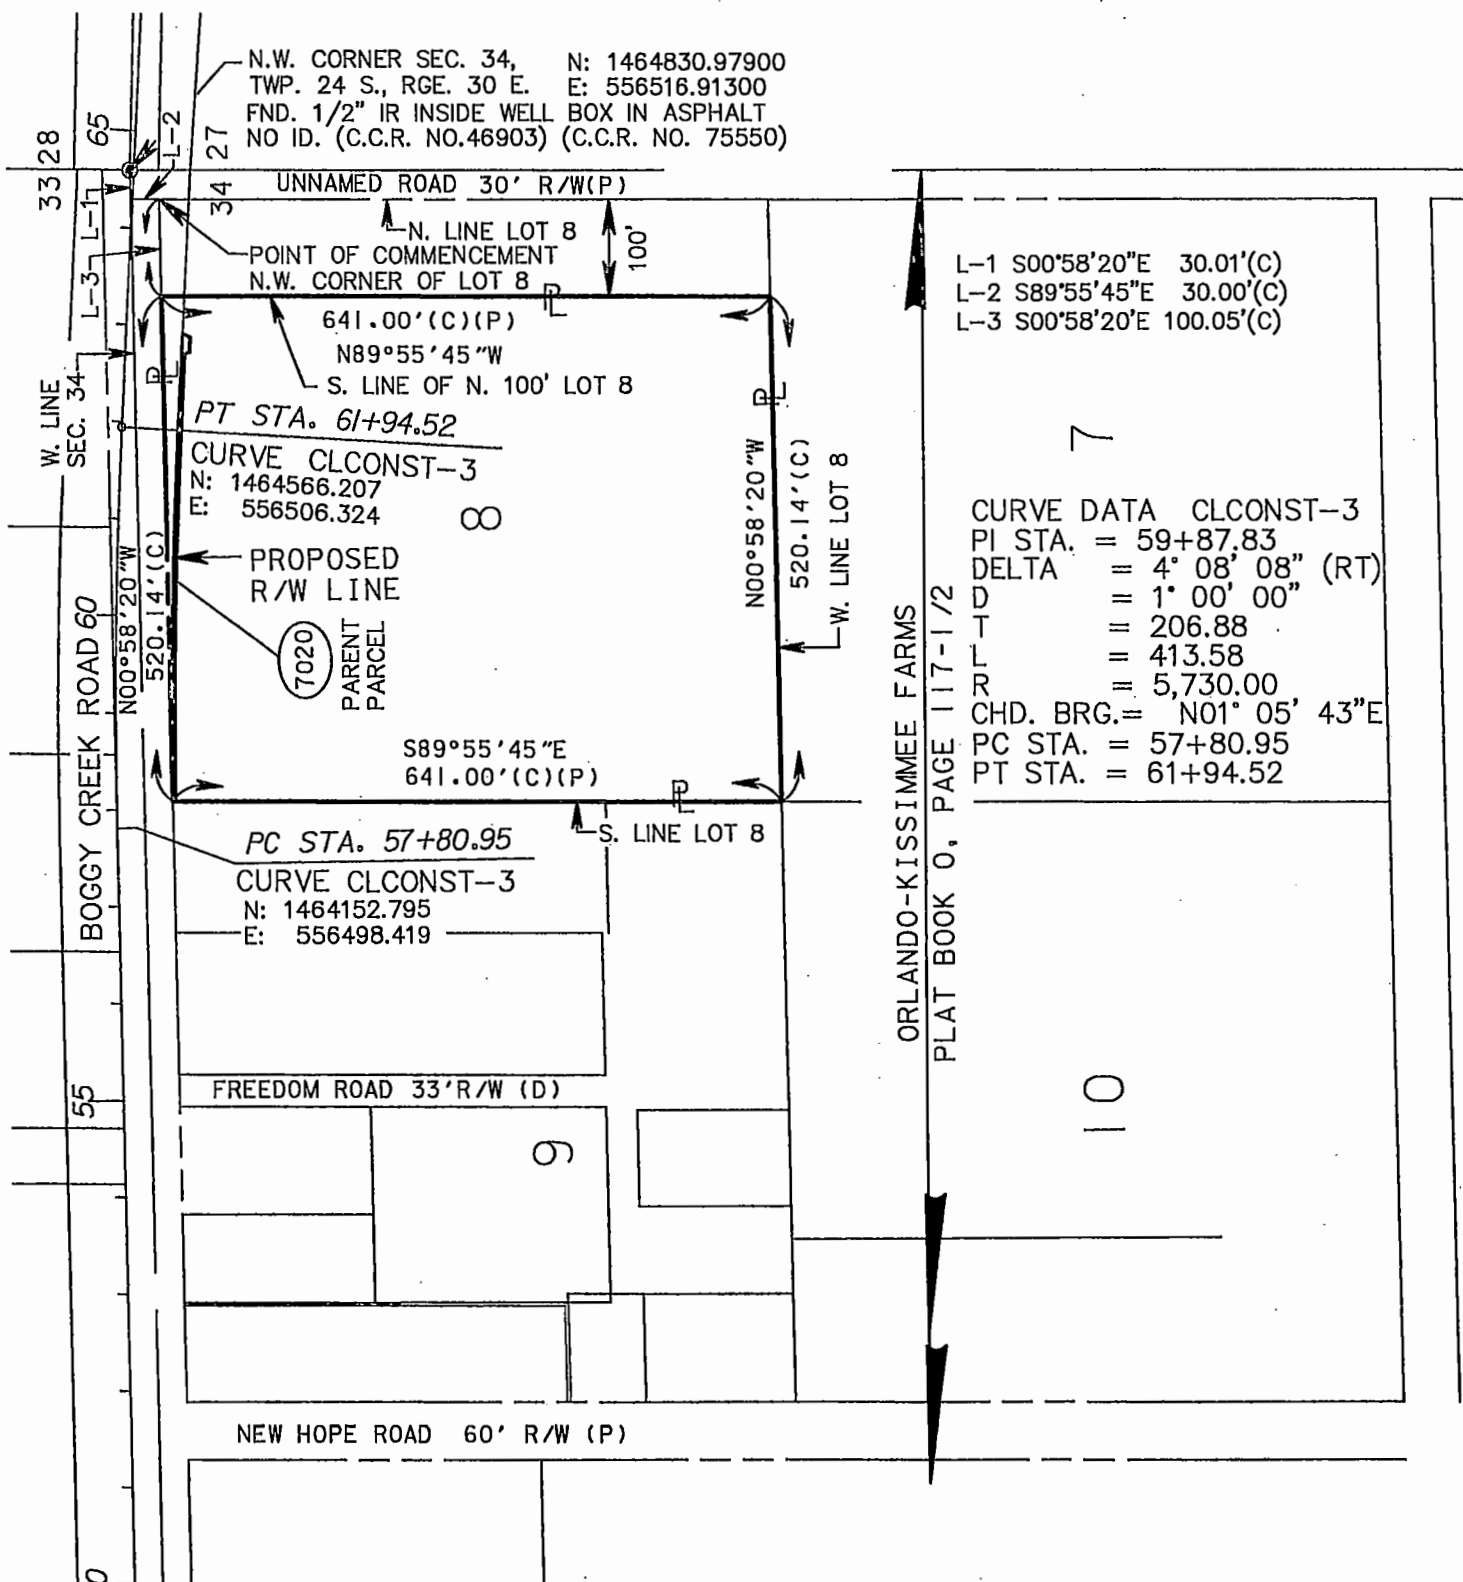 N.W. CORNER SEC. 34, N: 1464830.97900
TWP. 24 S., RGE. 30 E. E: 556516.91300
FND. 1/2" IR INSIDE WELL BOX IN ASPHALT
NO ID. (C.C.R. NO.46903) (C.C.R. NO. 75550)
33 28
65
L-2
34 27
UNNAMED ROAD 30' R/W(P)
L-1
N. LINE LOT 8
100'
POINT OF COMMENCEMENT
N.W. CORNER OF LOT 8
L-3
L-1 S00°58'20"E 30.01'(C)
L-2 S89°55'45"E 30.00'(C)
L-3 S00°58'20'E 100.05'(C)
PL
641.00'(C)(P)
N89°55'45"W
S. LINE OF N. 100' LOT 8
PL
PL
W. LINE
SEC. 34
PT STA. 61+94.52
CURVE CLCONST-3
N: 1464566.207
E: 556506.324
8
7
PROPOSED
R/W LINE
7020
PARENT
PARCEL
N00°58'20"W
520.14'(C)
N00°58'20"W
520.14'(C)
W. LINE LOT 8
CURVE DATA CLCONST-3
PI STA. = 59+87.83
DELTA = 4° 08' 08" (RT)
D = 1° 00' 00"
T = 206.88
L = 413.58
R = 5,730.00
CHD. BRG.= N01° 05' 43"E
PC STA. = 57+80.95
PT STA. = 61+94.52
S89°55'45"E
641.00'(C)(P)
PL
S. LINE LOT 8
BOGGY CREEK ROAD
60
PC STA. 57+80.95
CURVE CLCONST-3
N: 1464152.795
E: 556498.419
ORLANDO-KISSIMMEE FARMS
PLAT BOOK O, PAGE 117-1/2
55
FREEDOM ROAD 33'R/W (D)
9
10
NEW HOPE ROAD 60' R/W (P)